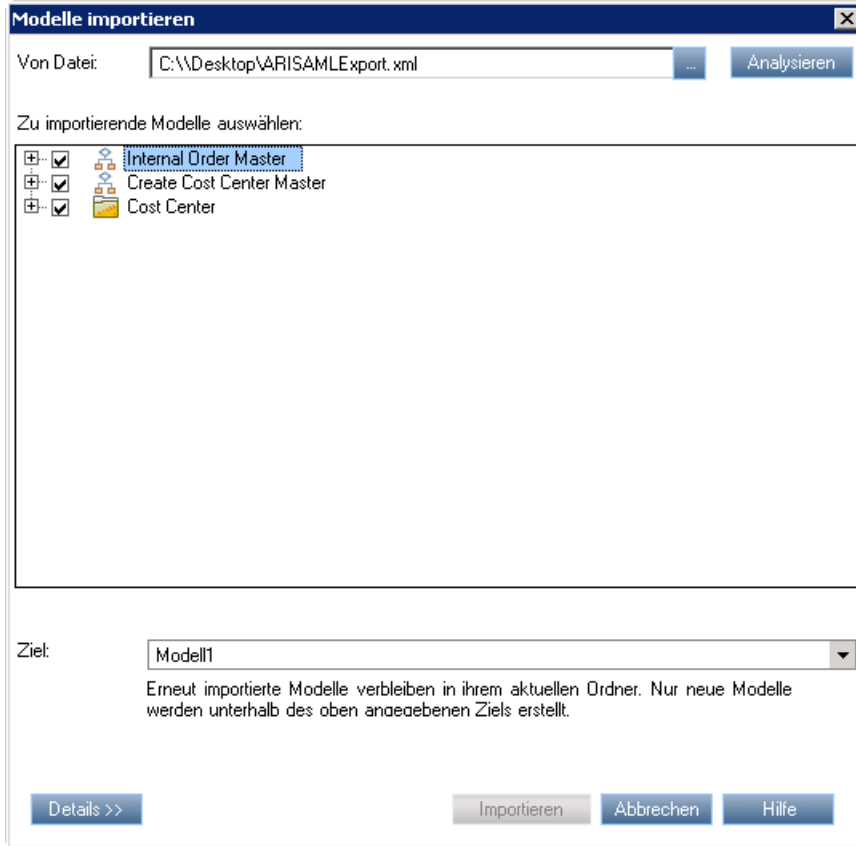 Modelle importieren
Von Datei: C:\\Desktop\ARISAMLExport.xml ... Analysieren
Zu importierende Modelle auswählen:
Internal Order Master
Create Cost Center Master
Cost Center
Ziel: Modell1
Erneut importierte Modelle verbleiben in ihrem aktuellen Ordner. Nur neue Modelle
werden unterhalb des oben angegebenen Ziels erstellt.
Details >> Importieren Abbrechen Hilfe